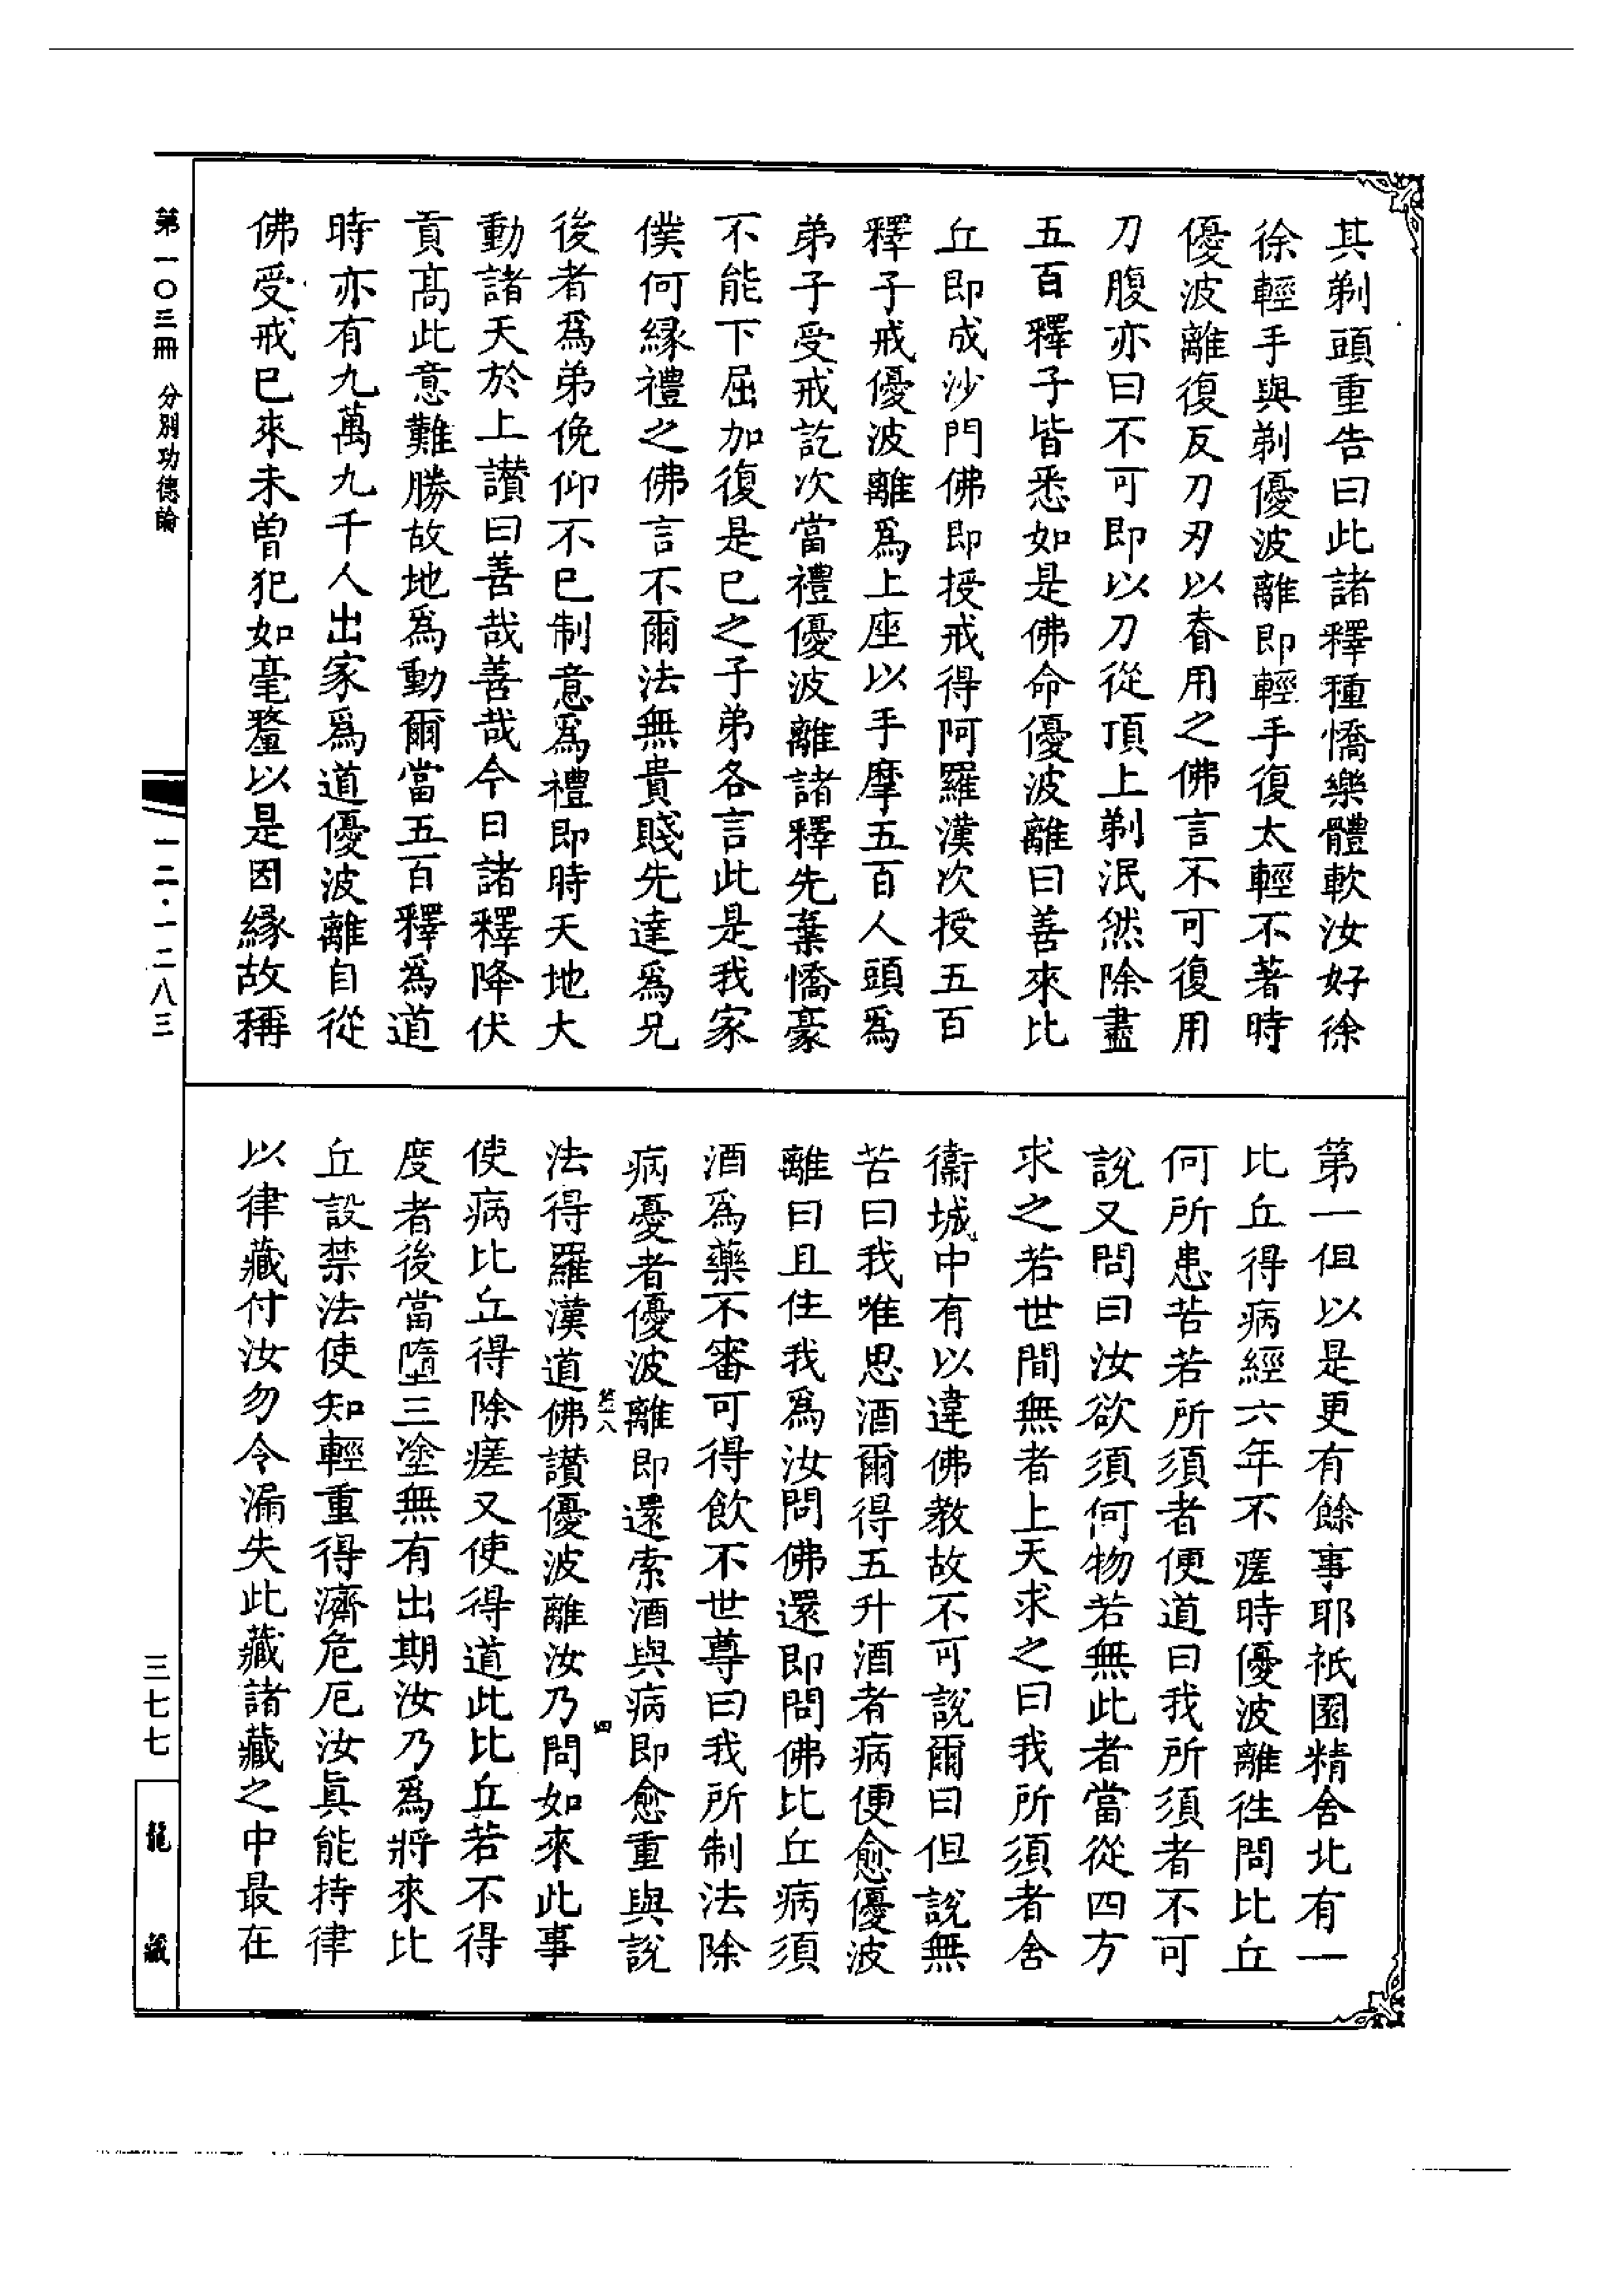 其剃頭重告曰此諸釋種憍樂體軟汝好徐
徐輕手與剃優波離即輕手復太輕不著時
優波離復反刀刃以舂用之佛言不可復用
刀腹亦曰不可即以刀從頂上剃泯然除盡
五百釋子皆悉如是佛命優波離曰善來比
丘即成沙門佛即授戒得阿羅漢次授五百
釋子戒優波離爲上座以手摩五百人頭爲
弟子受戒訖次當禮優波離諸釋先棄憍豪
不能下屈加復是已之子弟各言此是我家
僕何緣禮之佛言不爾法無貴賤先達爲兄
後者爲弟俛仰不已制意爲禮即時天地大
動諸天於上讃曰善哉善哉今日諸釋降伏
貢高此意難勝故地爲動爾當五百釋爲道
時亦有九萬九千人出家爲道優波離自從
佛受戒已來未曾犯如毫釐以是因緣故稱
第一但以是更有餘事耶祇園精舍北有一
比丘得病經六年不瘥時優波離往問比丘
何所患苦若所須者便道曰我所須者不可
說又問曰汝欲須何物若無此者當從四方
求之若世間無者上天求之曰我所須者舍
衞城中有以違佛教故不可說爾曰但說無
苦曰我唯思酒爾得五升酒者病便愈優波
離曰且住我爲汝問佛還即問佛比丘病須
酒爲藥不審可得飲不世尊曰我所制法除
病憂者優波離即還索酒與病即愈重與說
法得羅漢道佛讃優波離汝乃問如來此事
使病比丘得除瘥又使得道此比丘若不得
度者後當墮三塗無有出期汝乃爲將來比
丘設禁法使知輕重得濟危厄汝眞能持律
以律藏付汝勿令漏失此藏諸藏之中最在
第一〇三冊 分別功德論
一二·一二八三
三七七
龍藏